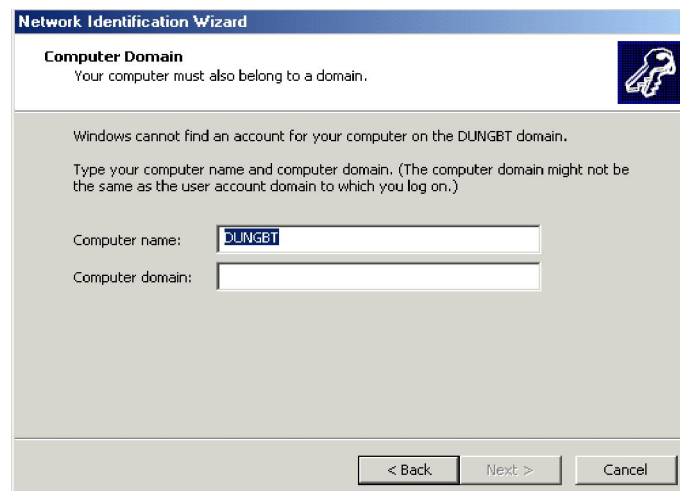 Network Identification Wizard
Computer Domain
Your computer must also belong to a domain.
Windows cannot find an account for your computer on the DUNGBT domain.
Type your computer name and computer domain. (The computer domain might not be
the same as the user account domain to which you log on.)
Computer name: DUNGBT
Computer domain:
< Back Next > Cancel